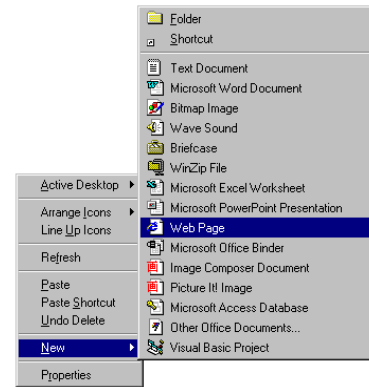 Folder
Shortcut
Text Document
Microsoft Word Document
Bitmap Image
Wave Sound
Briefcase
WinZip File
Microsoft Excel Worksheet
Microsoft PowerPoint Presentation
Web Page
Microsoft Office Binder
Image Composer Document
Picture It! Image
Microsoft Access Database
Other Office Documents...
Visual Basic Project
Active Desktop
Arrange Icons
Line Up Icons
Refresh
Paste
Paste Shortcut
Undo Delete
New
Properties